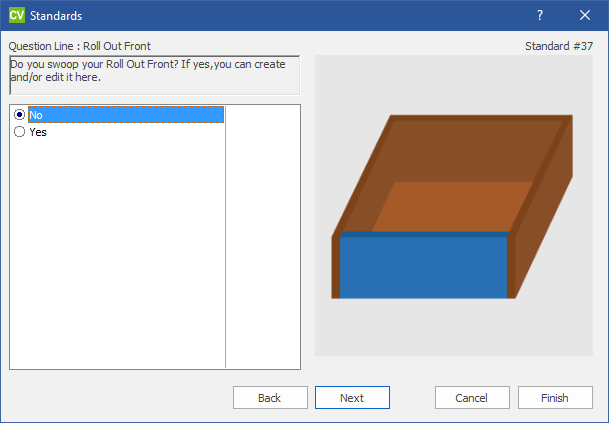 CV Standards ?
Question Line : Roll Out Front
Standard #37
Do you swoop your Roll Out Front? If yes,you can create
and/or edit it here.
No
Yes
Back Next Cancel Finish